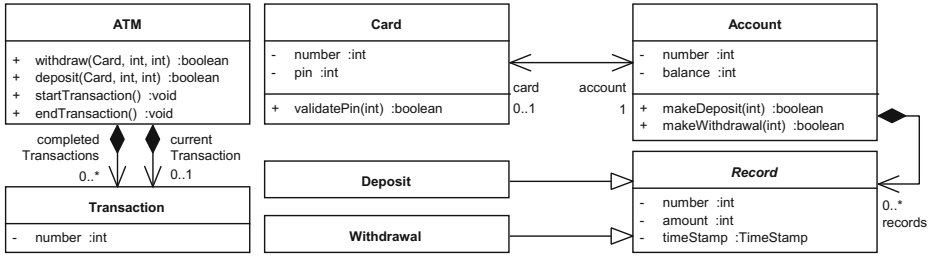 ATM
+ withdraw(Card, int, int) :boolean
+ deposit(Card, int, int) :boolean
+ startTransaction() :void
+ endTransaction() :void
completed
Transactions
0..*
current
Transaction
0..1
Transaction
- number :int
Card
- number :int
- pin :int
+ validatePin(int) :boolean
card
0..1
account
1
Account
- number :int
- balance :int
+ makeDeposit(int) :boolean
+ makeWithdrawal(int) :boolean
Deposit
Withdrawal
Record
- number :int
- amount :int
- timeStamp :TimeStamp
0..*
records